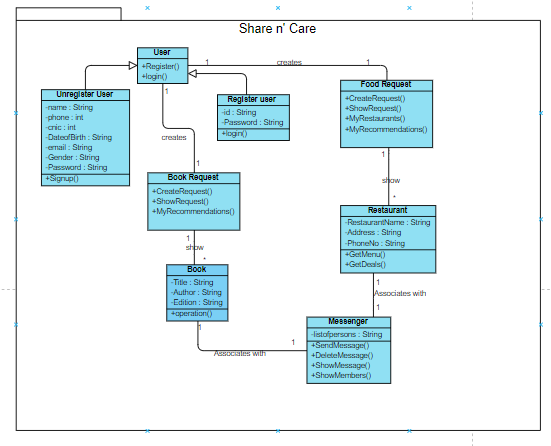 Share n' Care
User
+Register()
+login()
1
creates
1
Unregister User
-name : String
-phone : int
-cnic : int
-DateofBirth : String
-email : String
-Gender : String
-Password : String
+Signup()
Register user
-id : String
-Password : String
+login()
Food Request
+CreateRequest()
+ShowRequest()
+MyRestaurants()
+MyRecommendations()
1
creates
1
Book Request
+CreateRequest()
+ShowRequest()
+MyRecommendations()
1
show
*
Restaurant
-RestaurantName : String
-Address : String
-PhoneNo : String
+GetMenu()
+GetDeals()
1
show
*
Book
-Title : String
-Author : String
-Edition : String
+operation()
1
Associates with
1
Messenger
-listofpersons : String
+SendMessage()
+DeleteMessage()
+ShowMessage()
+ShowMembers()
1
Associates with
1